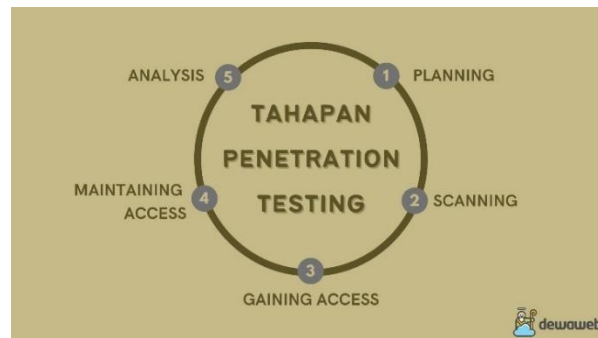 TAHAPAN
PENETRATION
TESTING
1 PLANNING
2 SCANNING
3
GAINING ACCESS
4 MAINTAINING
ACCESS
5 ANALYSIS
dewaweb